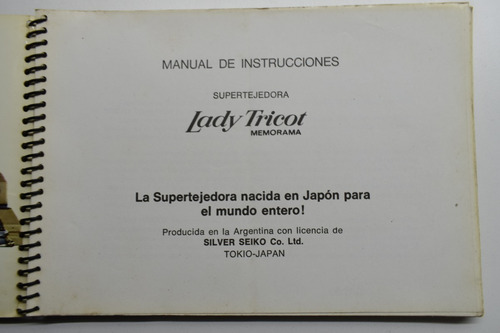 MANUAL DE INSTRUCCIONES
SUPERTEJEDORA
Lady Tricot
MEMORAMA
La Supertejedora nacida en Japón para
el mundo entero!
Producida en la Argentina con licencia de
SILVER SEIKO Co. Ltd.
TOKIO-JAPAN